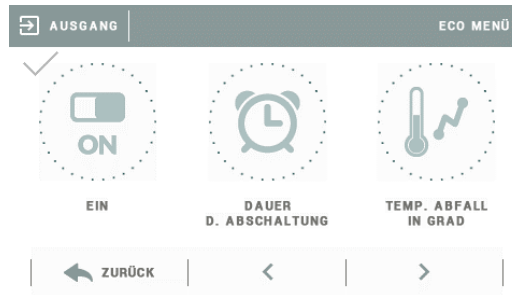 AUSGANG
ECO MENÜ
ON
EIN
DAUER
D. ABSCHALTUNG
TEMP. ABFALL
IN GRAD
ZURÜCK